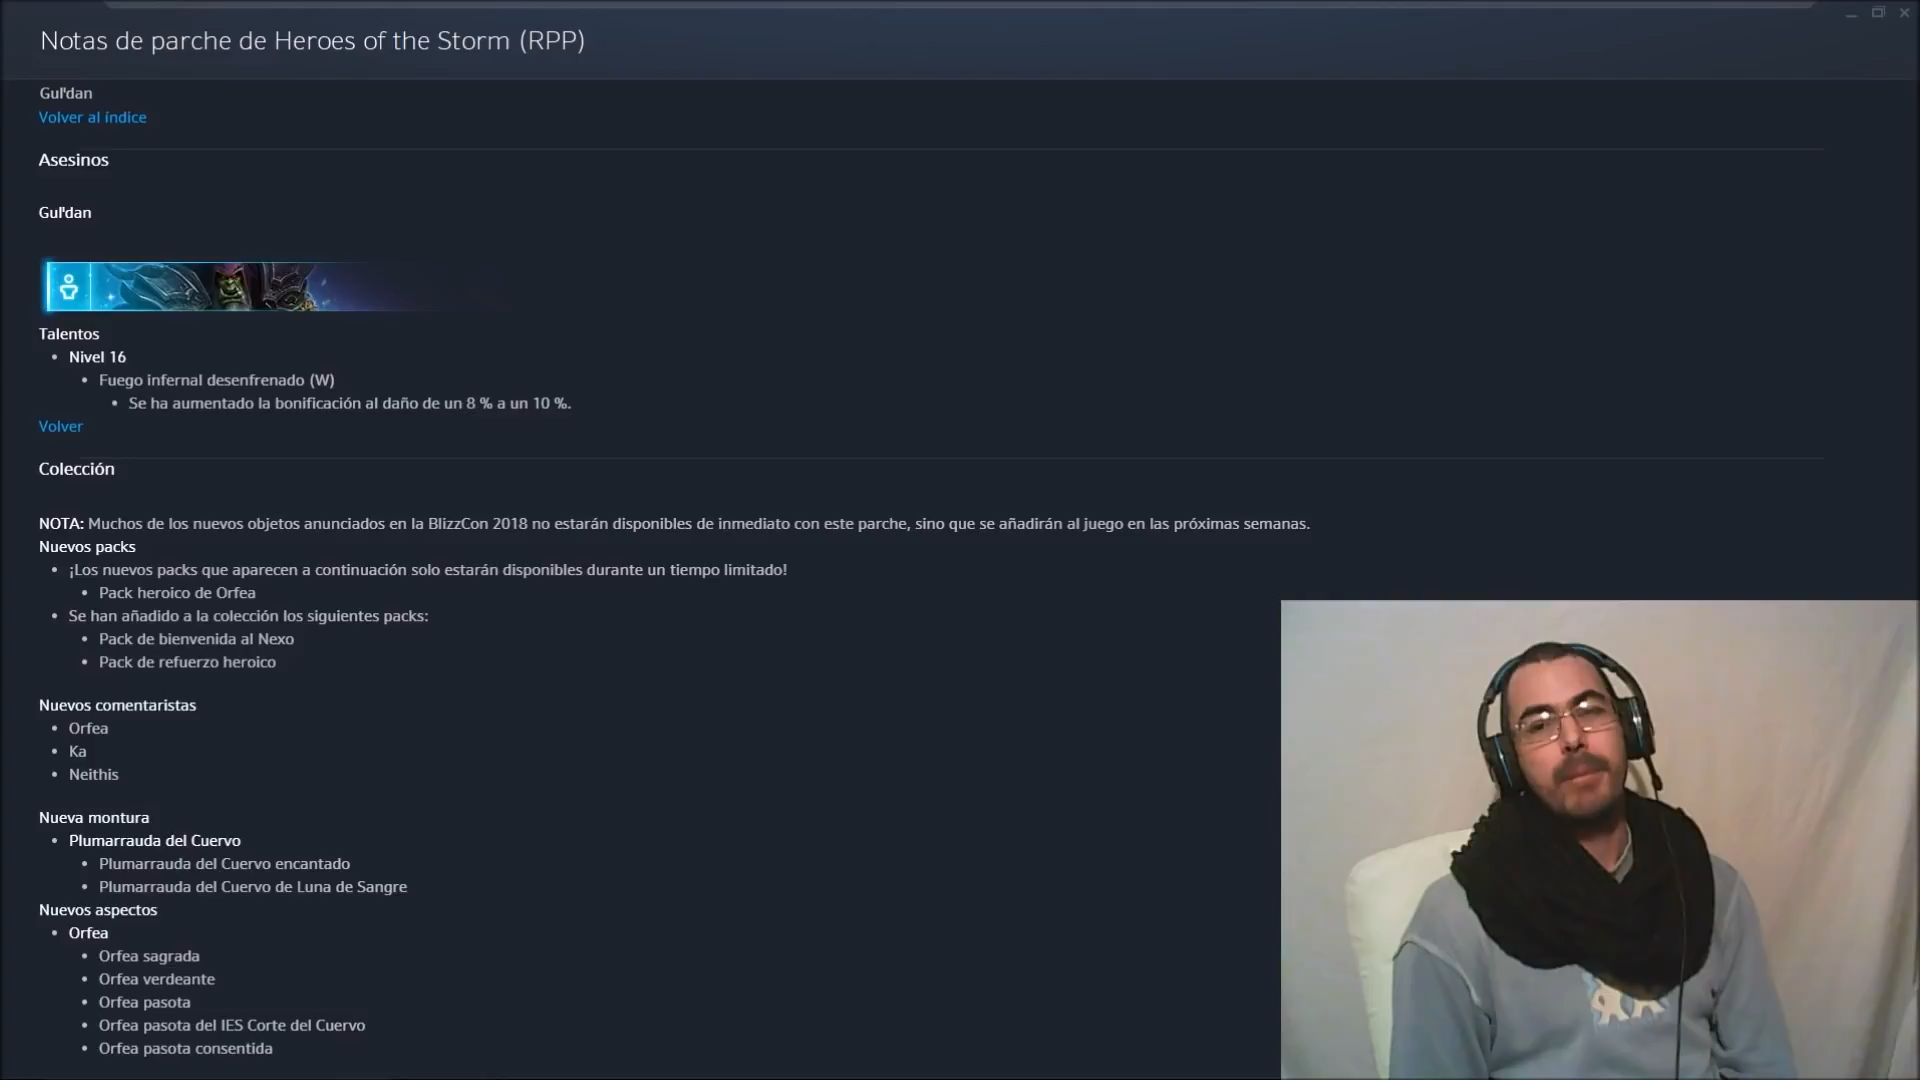 Notas de parche de Heroes of the Storm (RPP)
Gul'dan
Volver al índice
Asesinos
Gul'dan
Talentos
Nivel 16
Fuego infernal desenfrenado (W)
Se ha aumentado la bonificación al daño de un 8 % a un 10 %.
Volver
Colección
NOTA: Muchos de los nuevos objetos anunciados en la BlizzCon 2018 no estarán disponibles de inmediato con este parche, sino que se añadirán al juego en las próximas semanas.
Nuevos packs
¡Los nuevos packs que aparecen a continuación solo estarán disponibles durante un tiempo limitado!
Pack heroico de Orfea
Se han añadido a la colección los siguientes packs:
Pack de bienvenida al Nexo
Pack de refuerzo heroico
Nuevos comentaristas
Orfea
Ka
Neithis
Nueva montura
Plumarrauda del Cuervo
Plumarrauda del Cuervo encantado
Plumarrauda del Cuervo de Luna de Sangre
Nuevos aspectos
Orfea
Orfea sagrada
Orfea verdeante
Orfea pasota
Orfea pasota del IES Corte del Cuervo
Orfea pasota consentida